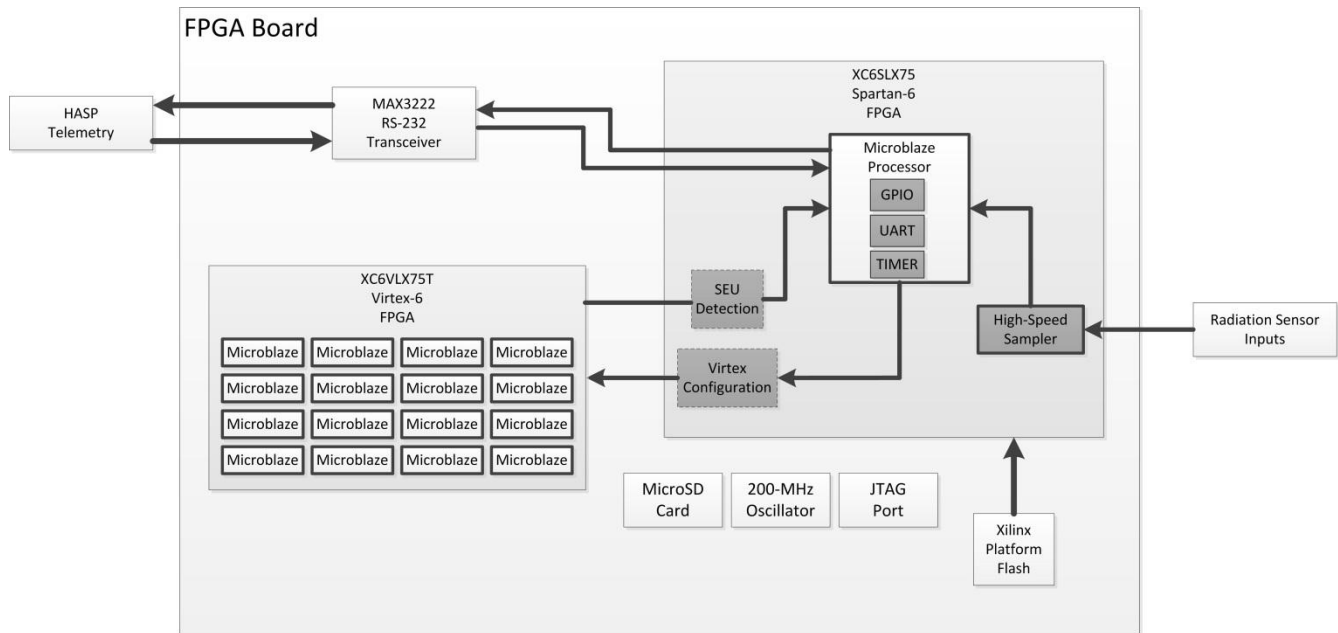 FPGA Board
HASP
Telemetry
MAX3222
RS-232
Transceiver
XC6SLX75
Spartan-6
FPGA
Microblaze
Processor
GPIO
UART
TIMER
XC6VLX75T
Virtex-6
FPGA
Microblaze Microblaze Microblaze Microblaze
Microblaze Microblaze Microblaze Microblaze
Microblaze Microblaze Microblaze Microblaze
Microblaze Microblaze Microblaze Microblaze
SEU
Detection
Virtex
Configuration
High-Speed
Sampler
Radiation Sensor
Inputs
MicroSD
Card
200-MHz
Oscillator
JTAG
Port
Xilinx
Platform
Flash